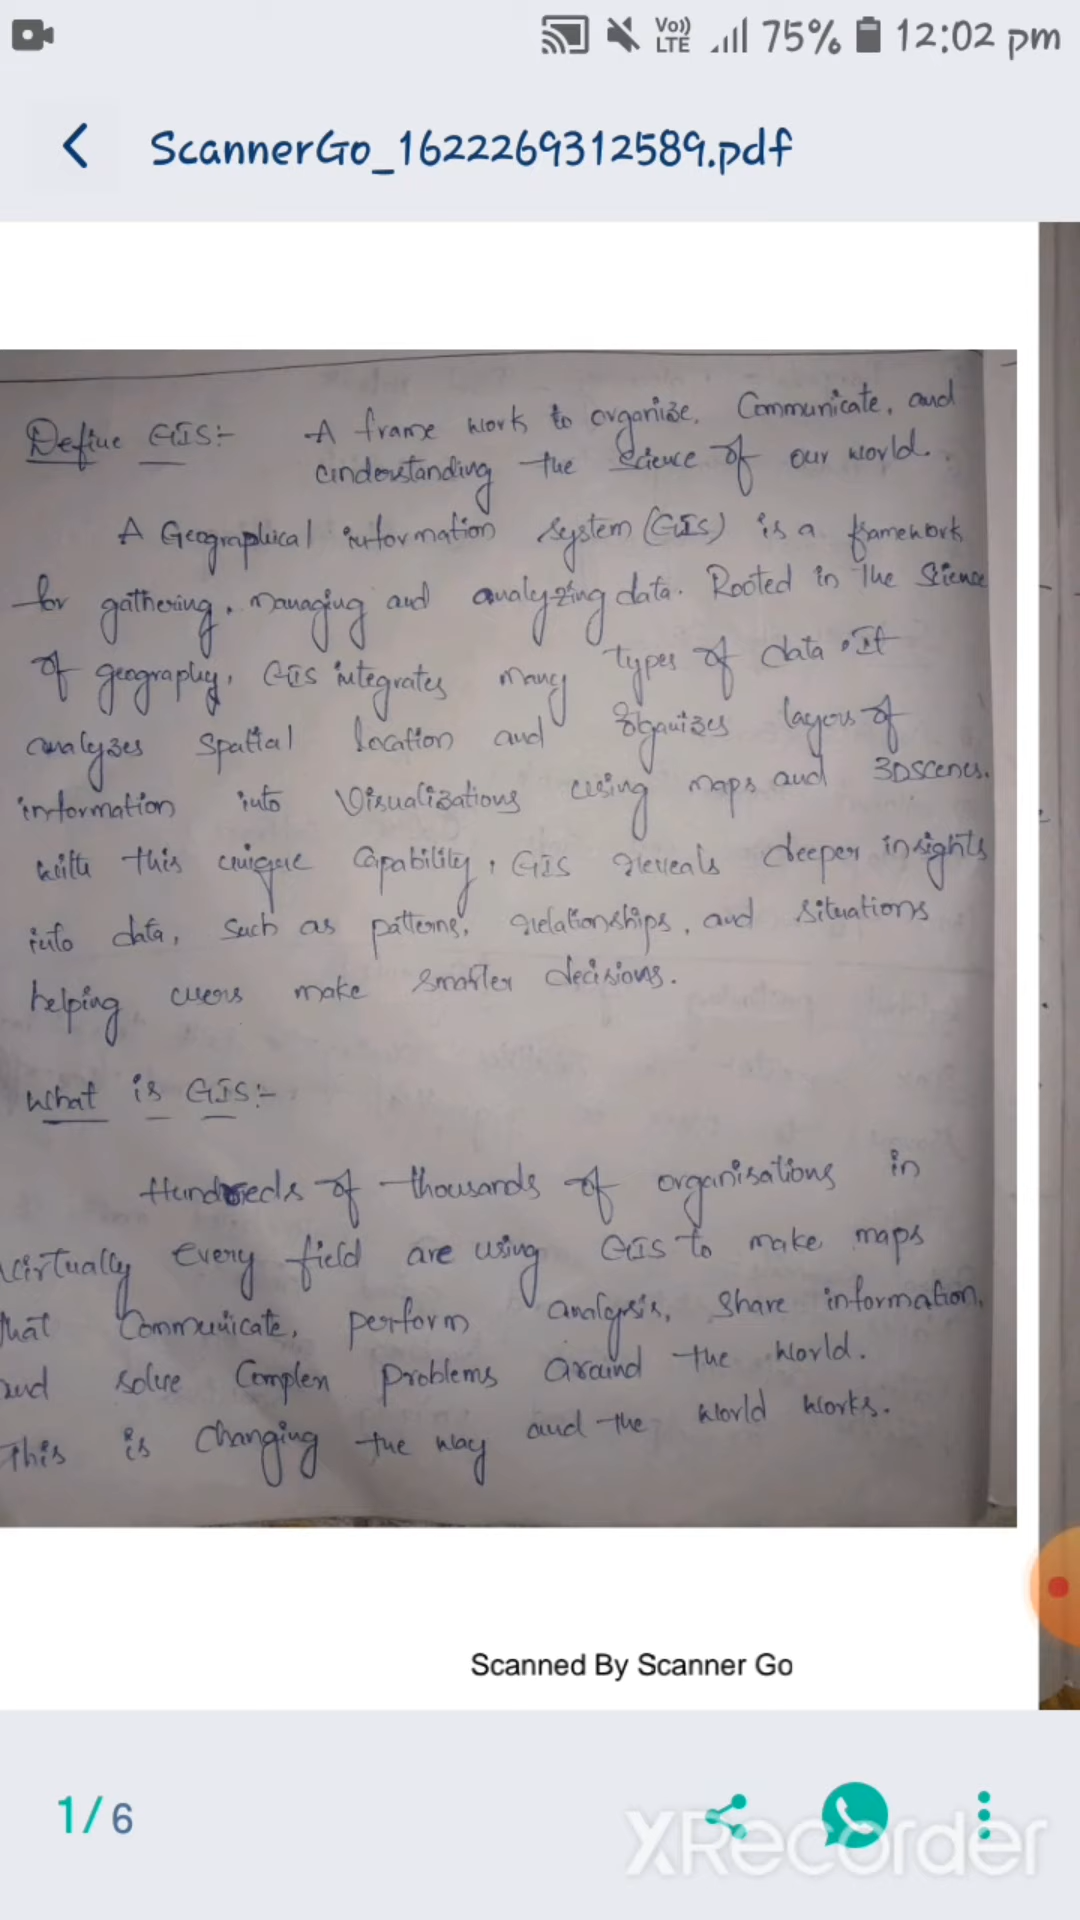 Vo)) LTE 75% 12:02 pm
ScannerGo_1622269312589.pdf
Define GIS:- A frame work to organize, Communicate, and
understanding the Science of our world.
A Geographical information system (GIS) is a framework
for gathering, managing and analyzing data. Rooted in the Science
of geography, GIS integrates many types of data. It
analyzes spatial location and Organizes layers of
information into Visualizations using maps and 3D scenes.
with this unique Capability, GIS reveals deeper insights
into data, such as patterns, relationships, and situations
helping users make smarter decisions.
What is GIS:-
Hundreds of thousands of organisations in
virtually every field are using GIS to make maps
that Communicate, perform analysis, Share information,
and solve Complex problems around the World.
This is changing the way and the world works.
Scanned By Scanner Go
1/6
XRecorder